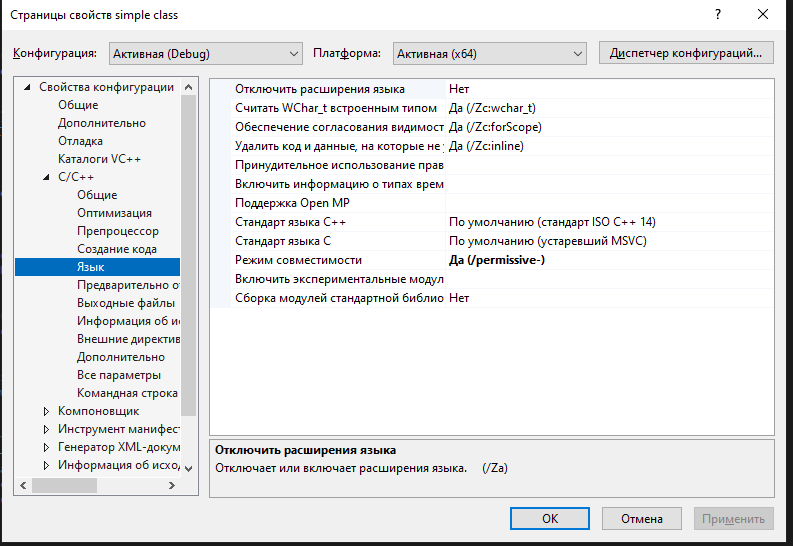 Страницы свойств simple class
?
Конфигурация: Активная (Debug) Платформа: Активная (x64) Диспетчер конфигураций...
Свойства конфигурации
Общие
Дополнительно
Отладка
Каталоги VC++
C/C++
Общие
Оптимизация
Препроцессор
Создание кода
Язык
Предварительно от
Выходные файлы
Информация об ис
Внешние директив
Дополнительно
Все параметры
Командная строка
Компоновщик
Инструмент манифест
Генератор XML-докум
Информация об исход
Отключить расширения языка Нет
Считать WChar_t встроенным типом Да (/Zc:wchar_t)
Обеспечение согласования видимост Да (/Zc:forScope)
Удалить код и данные, на которые не Да (/Zc:inline)
Принудительное использование прав
Включить информацию о типах врем
Поддержка Open MP
Стандарт языка C++ По умолчанию (стандарт ISO C++ 14)
Стандарт языка C По умолчанию (устаревший MSVC)
Режим совместимости Да (/permissive-)
Включить экспериментальные модул
Сборка модулей стандартной библио Нет
Отключить расширения языка
Отключает или включает расширения языка. (/Za)
ОК Отмена Применить